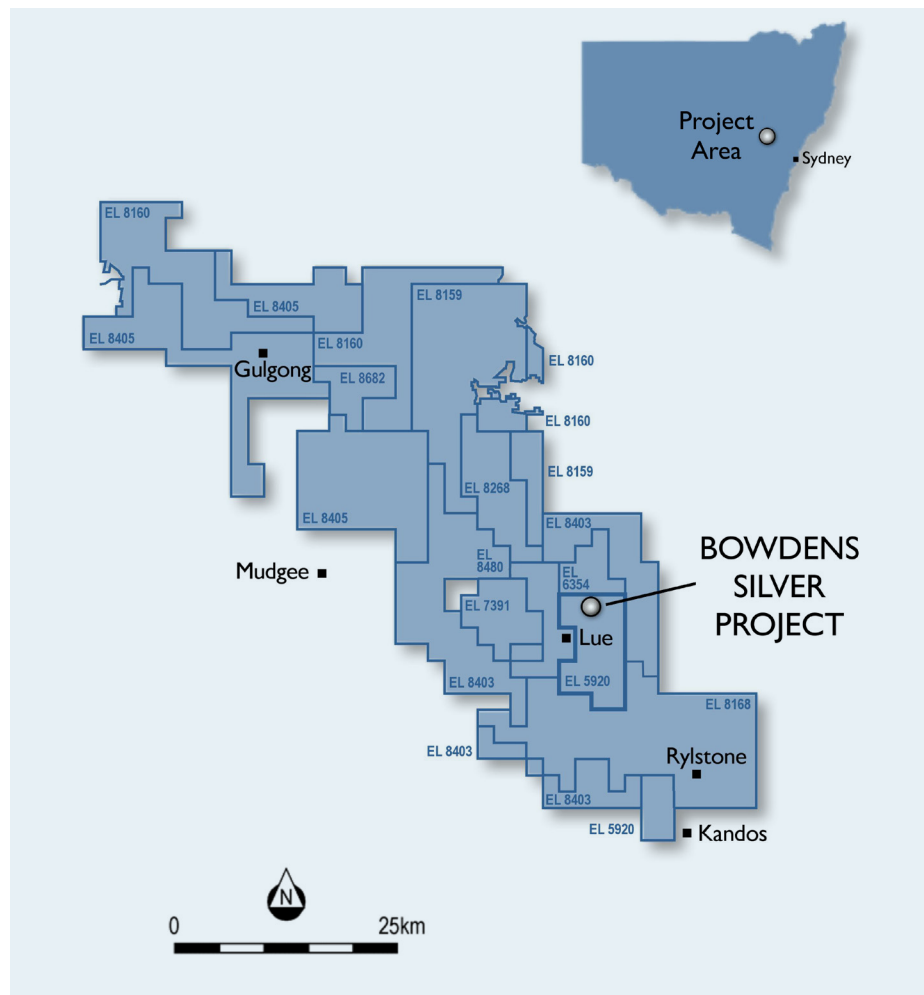 Project
Area
Sydney
EL 8160
EL 8405
EL 8159
EL 8405
EL 8160
EL 8160
Gulgong
EL 8682
EL 8160
EL 8159
EL 8268
EL 8405
EL 8403
BOWDENS
SILVER
PROJECT
Mudgee
EL
8480
EL
6354
EL 7391
Lue
EL 8403
EL 5920
EL 8168
EL 8403
Rylstone
EL 8403
EL 5920
Kandos
N
0
25km